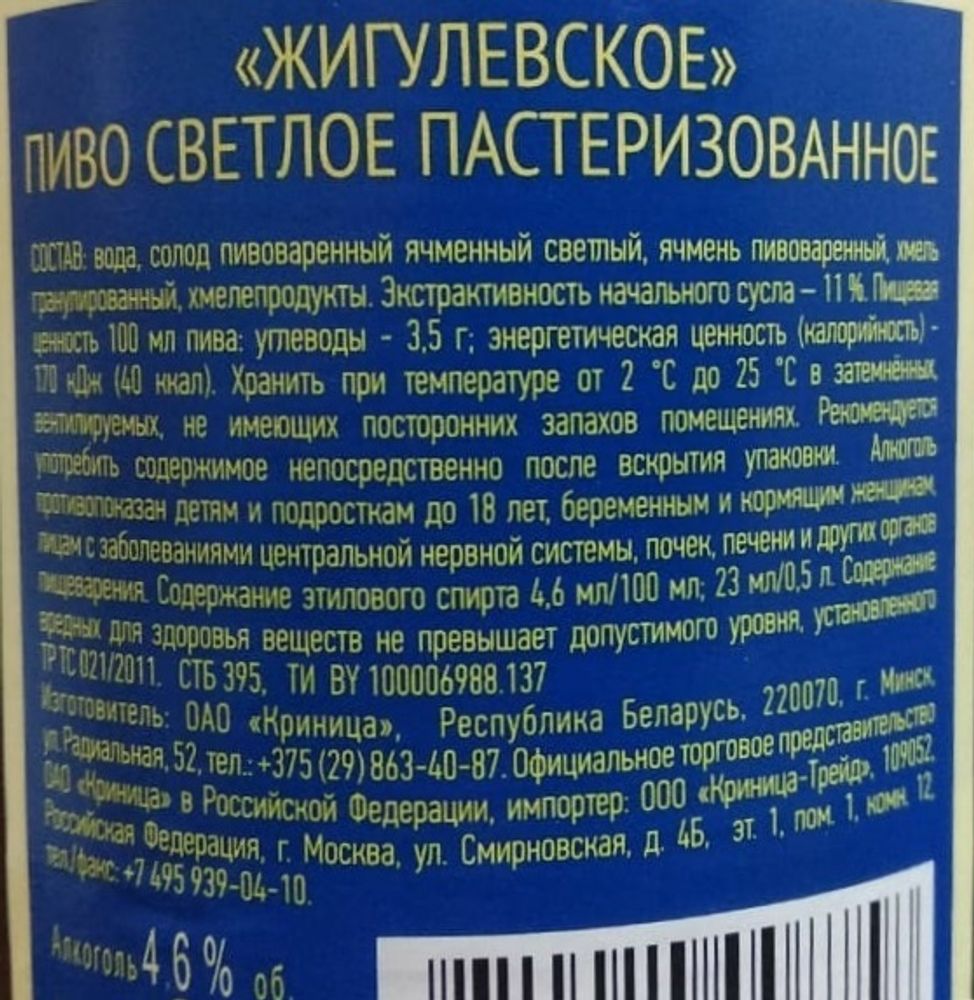 «ЖИГУЛЕВСКОЕ»
ПИВО СВЕТЛОЕ ПАСТЕРИЗОВАННОЕ
СОСТАВ: вода, солод пивоваренный ячменный светлый, ячмень пивоваренный, хмель
гранулированный, хмелепродукты. Экстрактивность начального сусла – 11 %. Пищевая
ценность 100 мл пива: углеводы - 3,5 г; энергетическая ценность (калорийность) -
170 кДж (40 ккал). Хранить при температуре от 2 °С до 25 °С в затемнённых,
вентилируемых, не имеющих посторонних запахов помещениях. Рекомендуется
употребить содержимое непосредственно после вскрытия упаковки. Алкоголь
противопоказан детям и подросткам до 18 лет, беременным и кормящим женщинам,
лицам с заболеваниями центральной нервной системы, почек, печени и других органов
пищеварения. Содержание этилового спирта 4,6 мл/100 мл; 23 мл/0,5 л. Содержание
вредных для здоровья веществ не превышает допустимого уровня, установленного
ТР ТС 021/2011. СТБ 395, ТИ BY 100006988.137
Изготовитель: ОАО «Криница», Республика Беларусь, 220070, г. Минск,
ул. Радиальная, 52, тел.: +375 (29) 863-40-87. Официальное торговое представительство
ОАО «Криница» в Российской Федерации, импортер: ООО «Криница-Трейд», 109052,
Российская Федерация, г. Москва, ул. Смирновская, д. 4Б, эт. 1, пом. 1, комн. 12,
тел./факс: +7 495 939-04-10.
Алкоголь 4,6 % об.